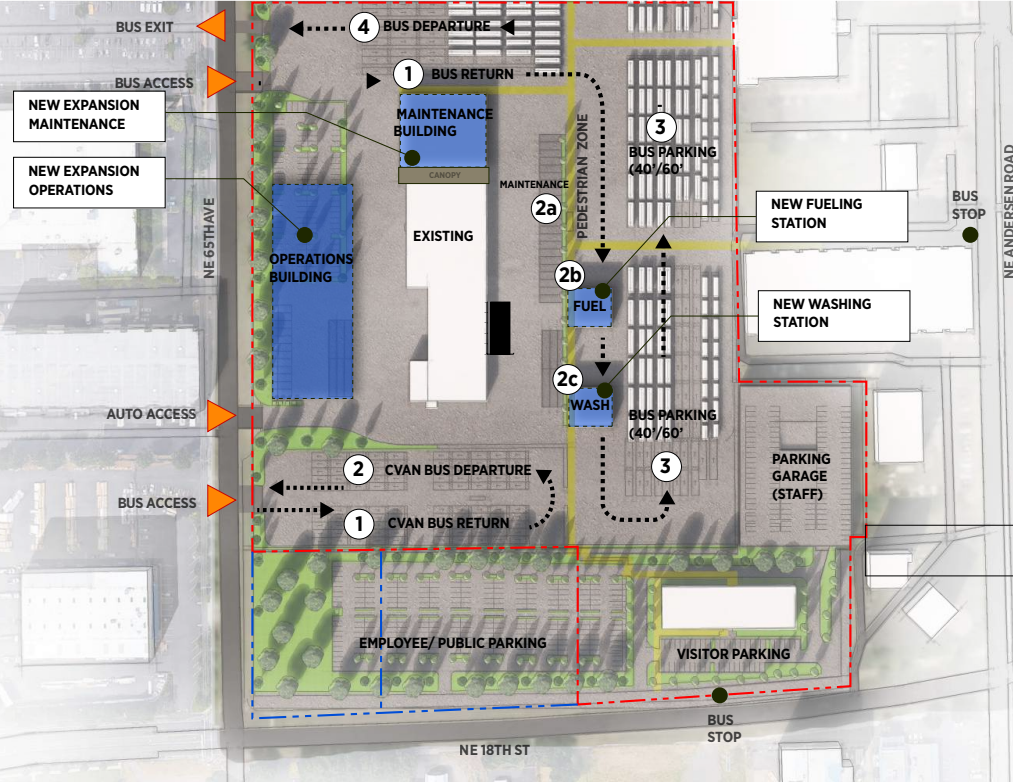 BUS EXIT
4 BUS DEPARTURE
BUS ACCESS
1 BUS RETURN
NEW EXPANSION
MAINTENANCE
MAINTENANCE
BUILDING
CANOPY
NEW EXPANSION
OPERATIONS
NE 65TH AVE
OPERATIONS
BUILDING
EXISTING
MAINTENANCE
2a
PEDESTRIAN ZONE
3
BUS PARKING
(40'/60'
NEW FUELING
STATION
BUS
STOP
NE ANDERSEN ROAD
2b
FUEL
NEW WASHING
STATION
2c
WASH
BUS PARKING
(40'/60'
3
AUTO ACCESS
PARKING
GARAGE
(STAFF)
2 CVAN BUS DEPARTURE
BUS ACCESS
1 CVAN BUS RETURN
EMPLOYEE/ PUBLIC PARKING
VISITOR PARKING
BUS
STOP
NE 18TH ST